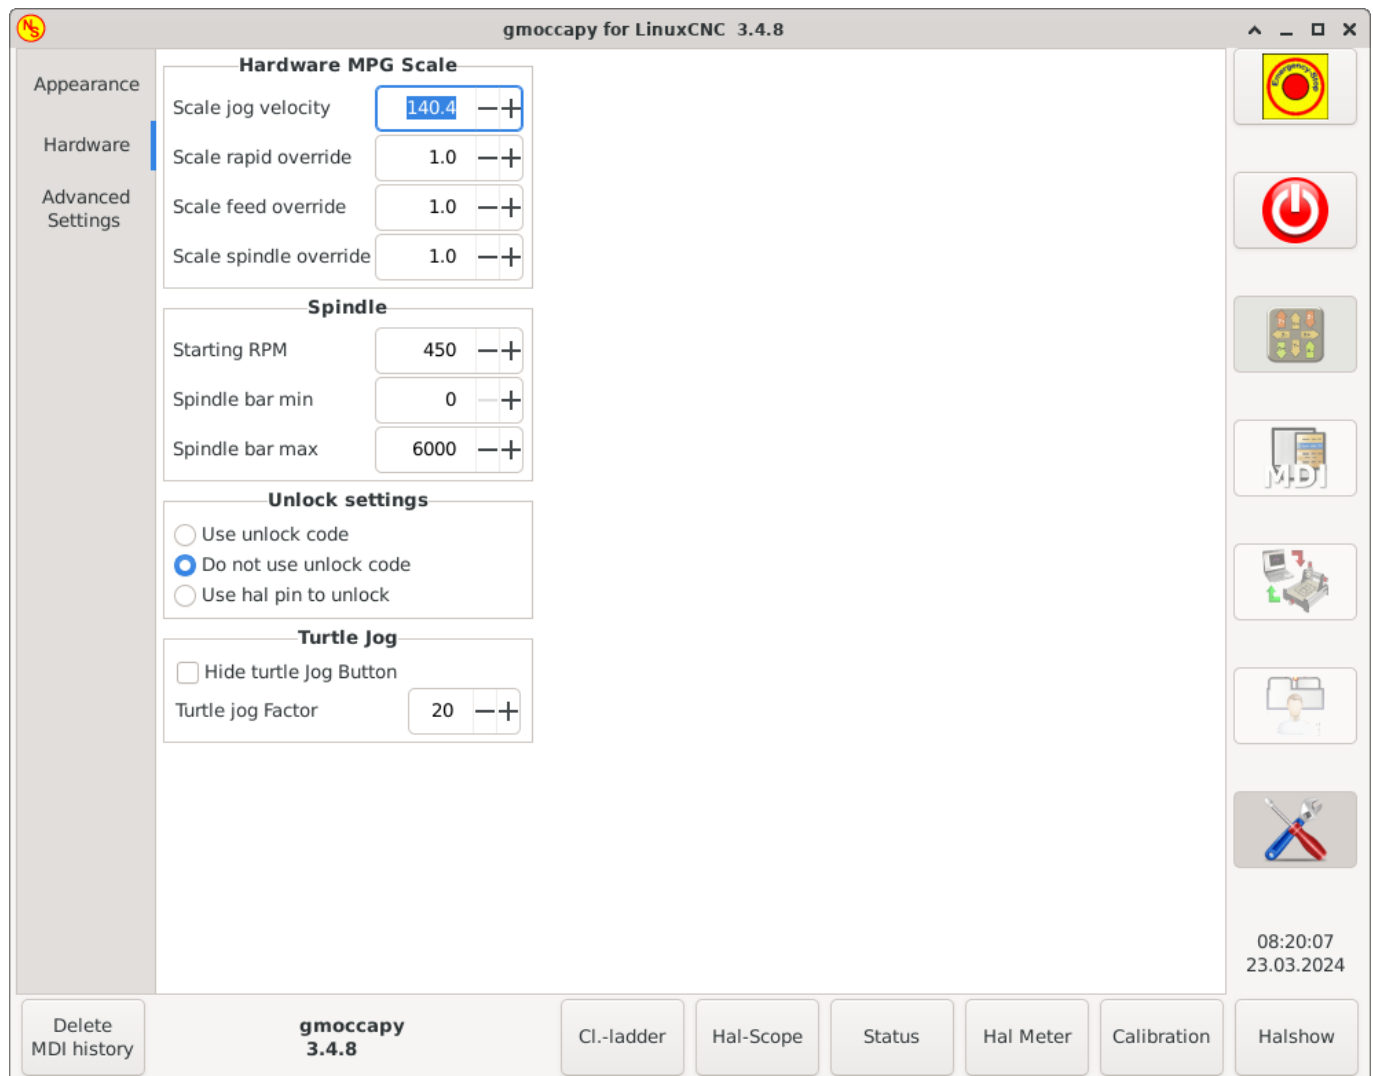 NS
gmoccapy for LinuxCNC 3.4.8
Appearance
Hardware
Advanced
Settings
Hardware MPG Scale
Scale jog velocity 140.4
Scale rapid override 1.0
Scale feed override 1.0
Scale spindle override 1.0
Spindle
Starting RPM 450
Spindle bar min 0
Spindle bar max 6000
Unlock settings
Use unlock code
Do not use unlock code
Use hal pin to unlock
Turtle Jog
Hide turtle Jog Button
Turtle jog Factor 20
Emergency-Stop
MDI
08:20:07
23.03.2024
Delete
MDI history
gmoccapy
3.4.8
Cl.-ladder
Hal-Scope
Status
Hal Meter
Calibration
Halshow